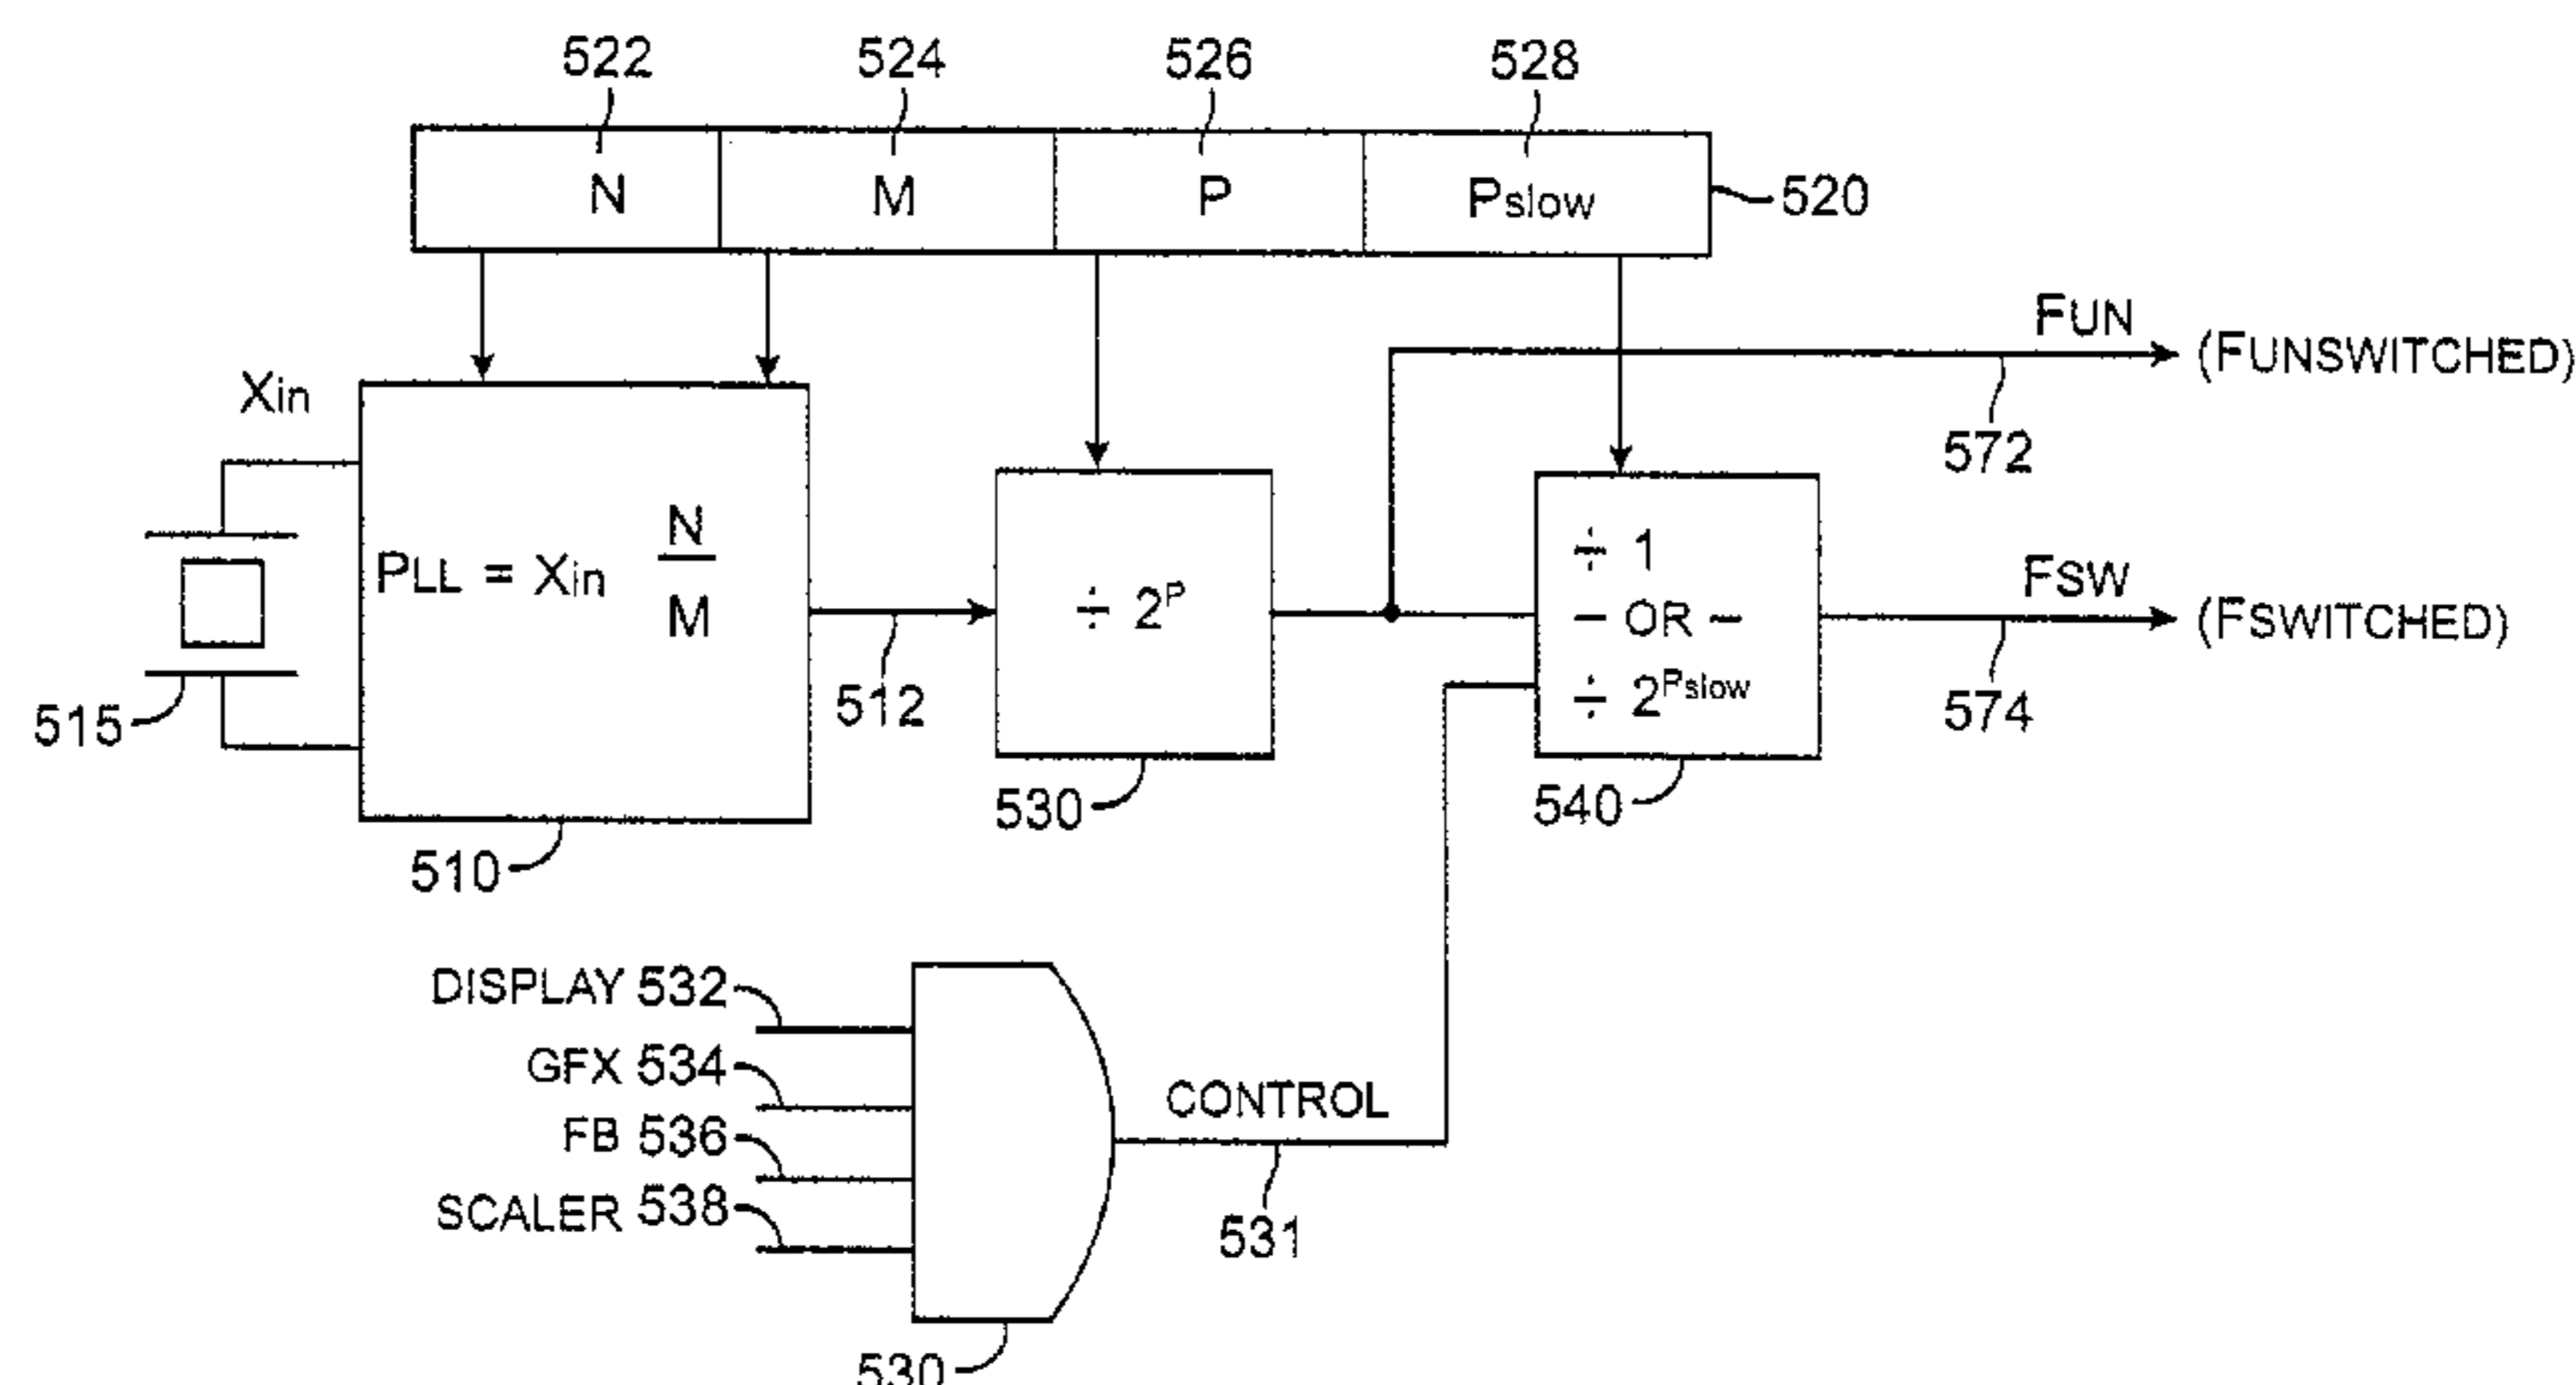 522 524 526 528
N M P Pslow 520
FUN
(FUNSWITCHED)
572
Xin
PLL = Xin N
M
515
510
512
÷ 2P
530
÷ 1
– OR –
÷ 2Pslow
540
FSW
(FSWITCHED)
574
DISPLAY 532
GFX 534
FB 536
SCALER 538
CONTROL
531
530